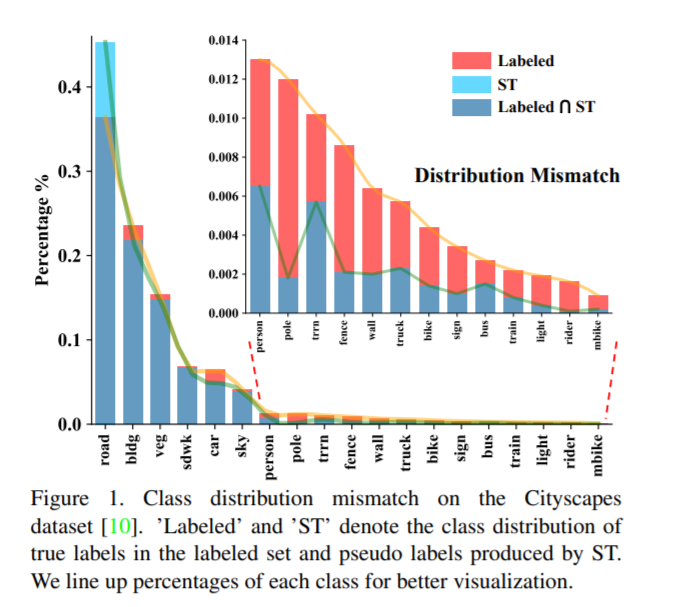 Percentage %
0.4
0.3
0.2
0.1
0.0
road
bldg
veg
sdwk
car
sky
person
pole
trrn
fence
wall
truck
bike
sign
bus
train
light
rider
mbike
0.014
0.012
0.010
0.008
0.006
0.004
0.002
0.000
person
pole
trrn
fence
wall
truck
bike
sign
bus
train
light
rider
mbike
Labeled
ST
Labeled ∩ ST
Distribution Mismatch
Figure 1. Class distribution mismatch on the Cityscapes
dataset [10]. ’Labeled’ and ’ST’ denote the class distribution of
true labels in the labeled set and pseudo labels produced by ST.
We line up percentages of each class for better visualization.